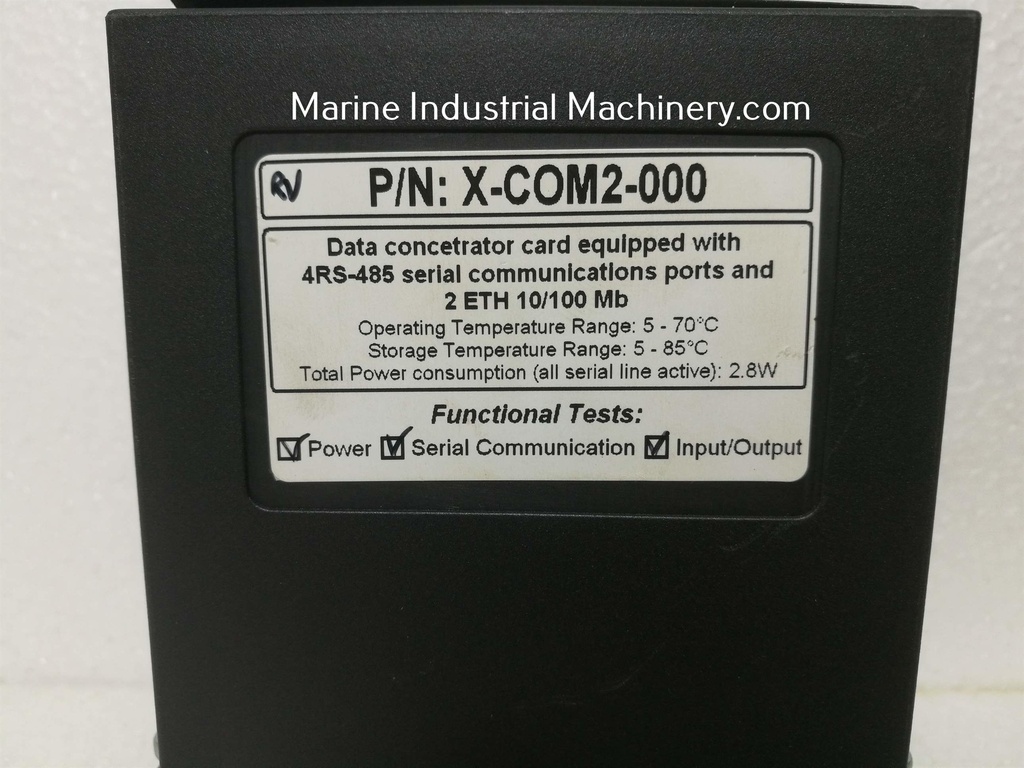 Marine Industrial Machinery.com
RV P/N: X-COM2-000
Data concetrator card equipped with
4RS-485 serial communications ports and
2 ETH 10/100 Mb
Operating Temperature Range: 5 - 70°C
Storage Temperature Range: 5 - 85°C
Total Power consumption (all serial line active): 2.8W
Functional Tests:
Power Serial Communication Input/Output